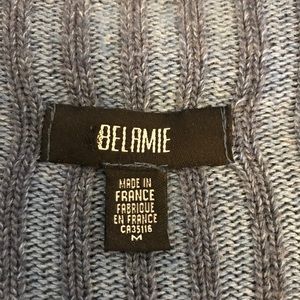 BELAMIE
MADE IN
FRANCE
FABRIQUE
EN FRANCE
CA35116
M